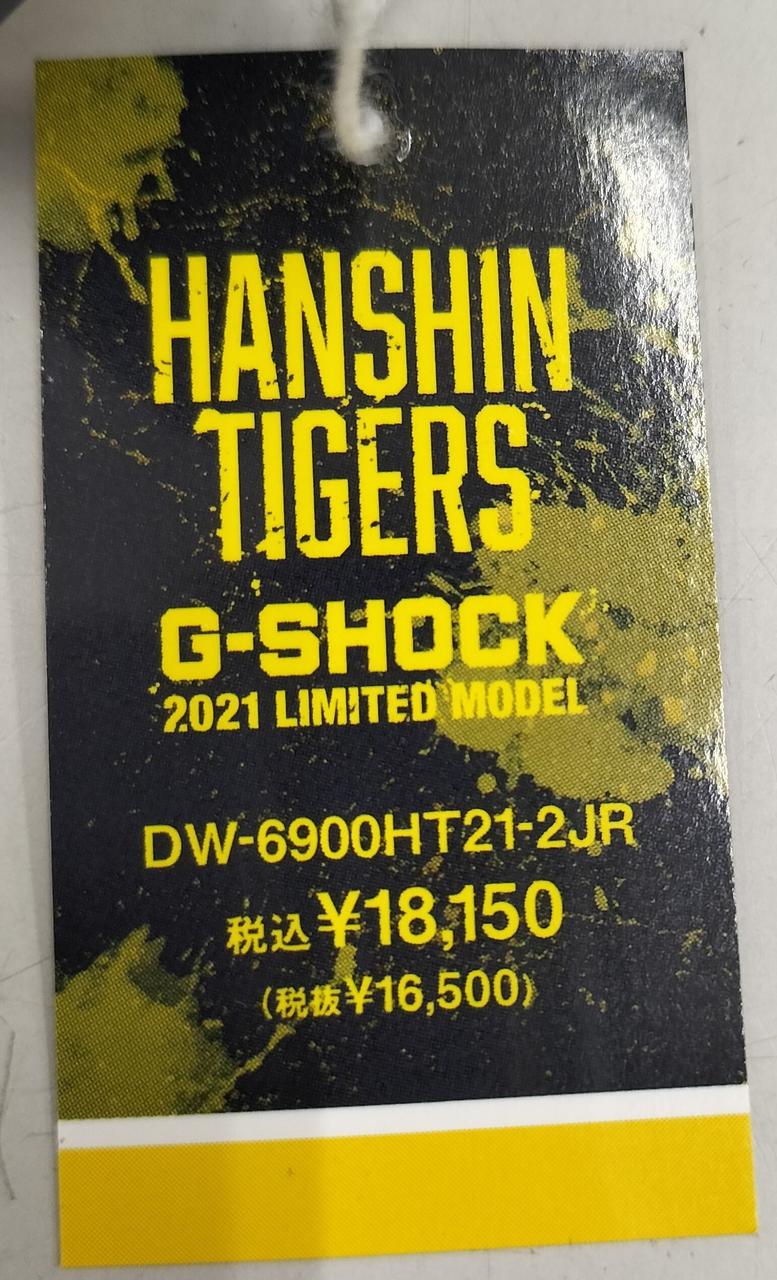 HANSHIN
TIGERS
G-SHOCK
2021 LIMITED MODEL
DW-6900HT21-2JR
税込¥18,150
(税抜¥16,500)